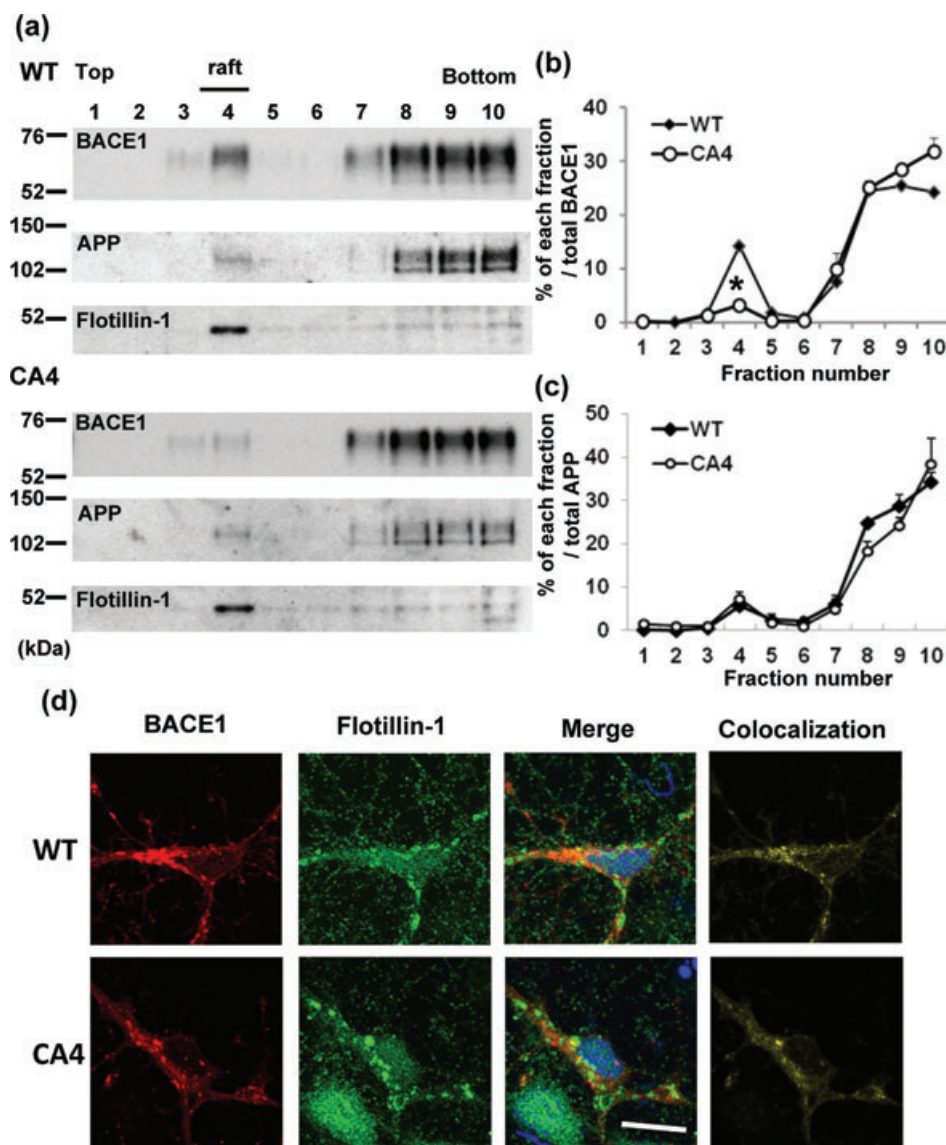 (a)
WT Top raft Bottom
1 2 3 4 5 6 7 8 9 10
76
BACE1
52
150
APP
102
52
Flotillin-1
CA4
76
BACE1
52
150
APP
102
52
Flotillin-1
(kDa)
(b)
% of each fraction
/ total BACE1
40
30
20
10
0
WT
CA4
*
1 2 3 4 5 6 7 8 9 10
Fraction number
(c)
% of each fraction
/ total APP
50
40
30
20
10
0
WT
CA4
1 2 3 4 5 6 7 8 9 10
Fraction number
(d)
BACE1 Flotillin-1 Merge Colocalization
WT
CA4